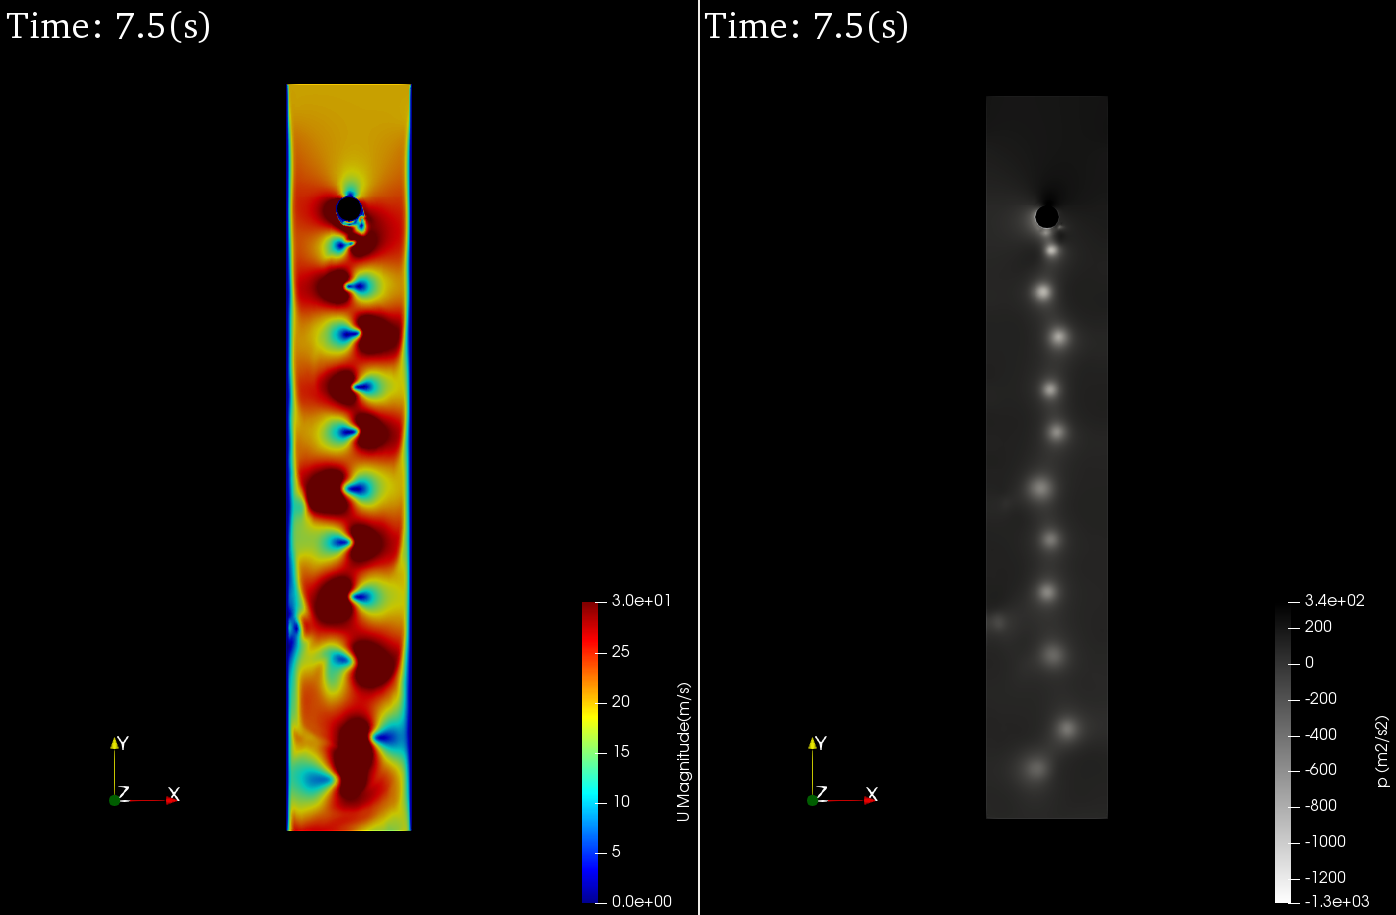 Time: 7.5(s)
3.0e+01
25
20
15
10
5
0.0e+00
U Magnitude(m/s)
Y
Z
X
Time: 7.5(s)
3.4e+02
200
0
-200
-400
-600
-800
-1000
-1200
-1.3e+03
p (m2/s2)
Y
Z
X